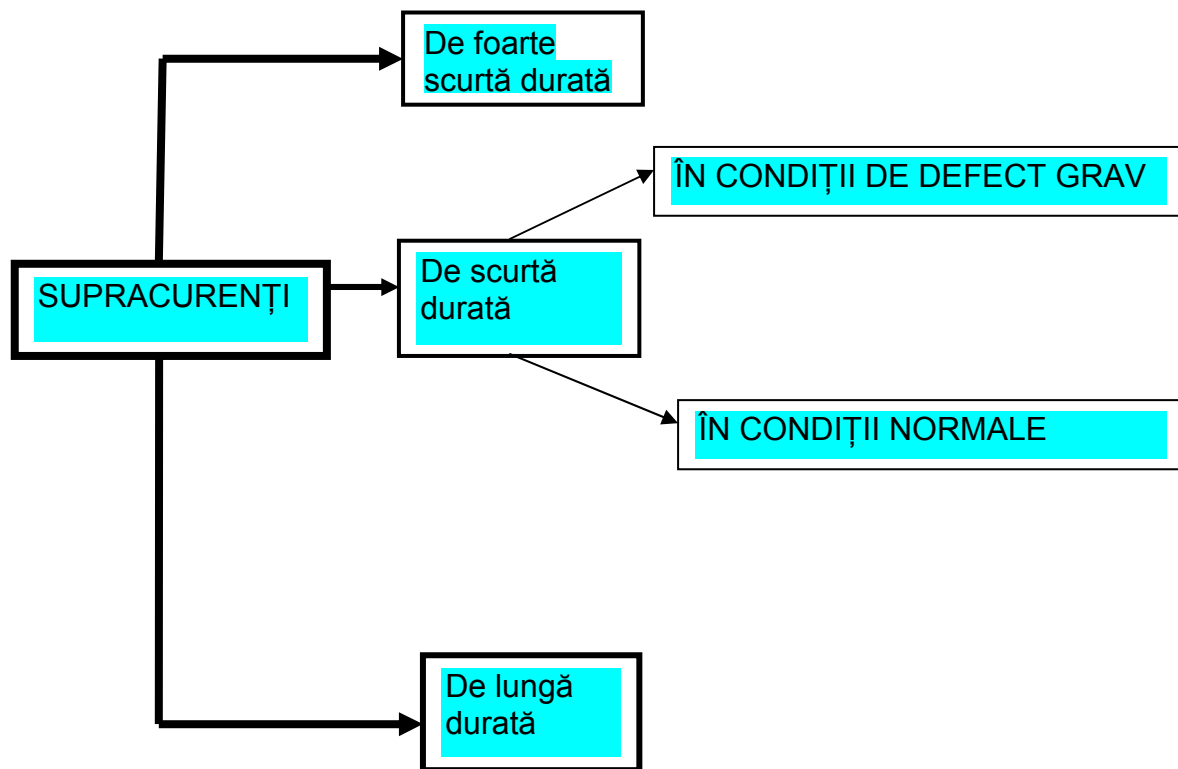 De foarte
scurtă durată
ÎN CONDIȚII DE DEFECT GRAV
De scurtă
durată
SUPRACURENȚI
ÎN CONDIȚII NORMALE
De lungă
durată